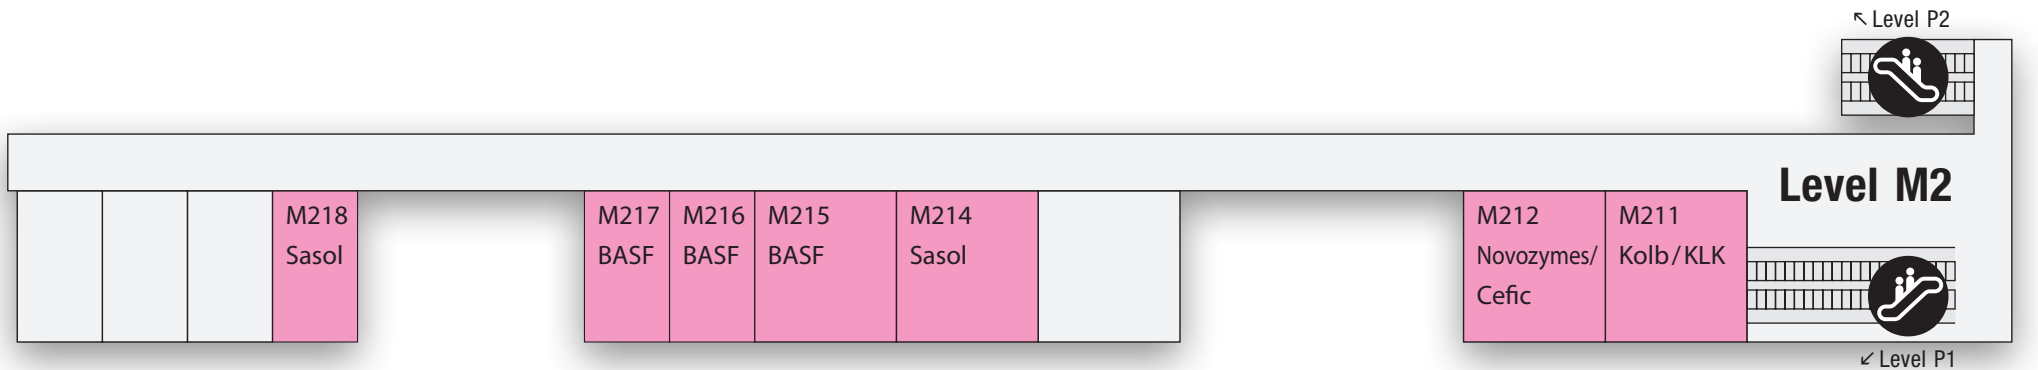 ↖ Level P2
Level M2
M218
Sasol
M217
BASF
M216
BASF
M215
BASF
M214
Sasol
M212
Novozymes/
Cefic
M211
Kolb/KLK
↙ Level P1